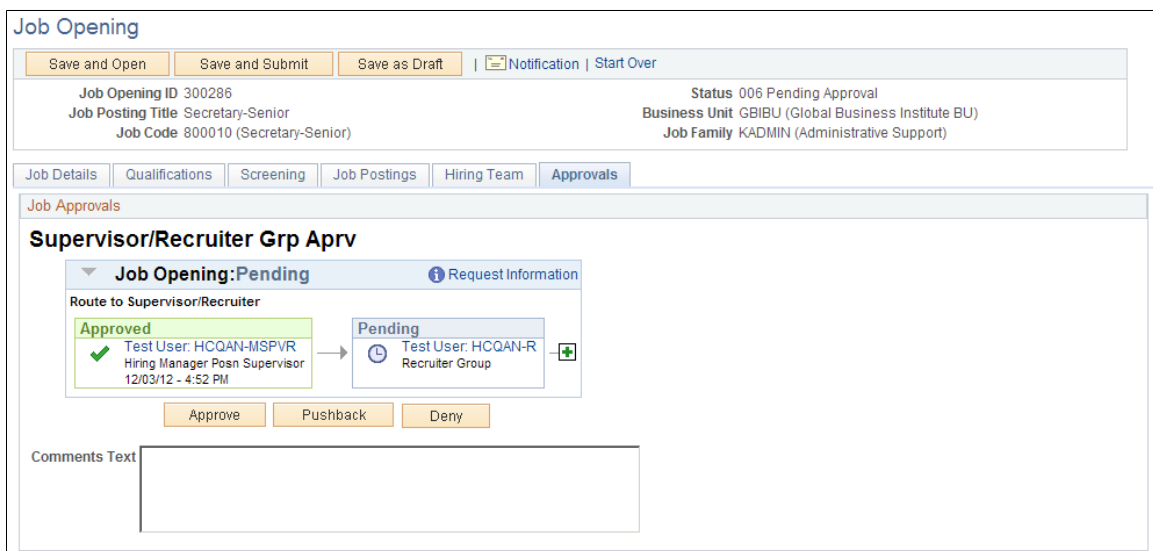 Job Opening
Save and Open Save and Submit Save as Draft | Notification | Start Over
Job Opening ID 300286 Status 006 Pending Approval
Job Posting Title Secretary-Senior Business Unit GBIBU (Global Business Institute BU)
Job Code 800010 (Secretary-Senior) Job Family KADMIN (Administrative Support)
Job Details Qualifications Screening Job Postings Hiring Team Approvals
Job Approvals
Supervisor/Recruiter Grp Aprv
Job Opening:Pending Request Information
Route to Supervisor/Recruiter
Approved Pending
Test User: HCQAN-MSPVR Test User: HCQAN-R
Hiring Manager Posn Supervisor Recruiter Group
12/03/12 - 4:52 PM
Approve Pushback Deny
Comments Text